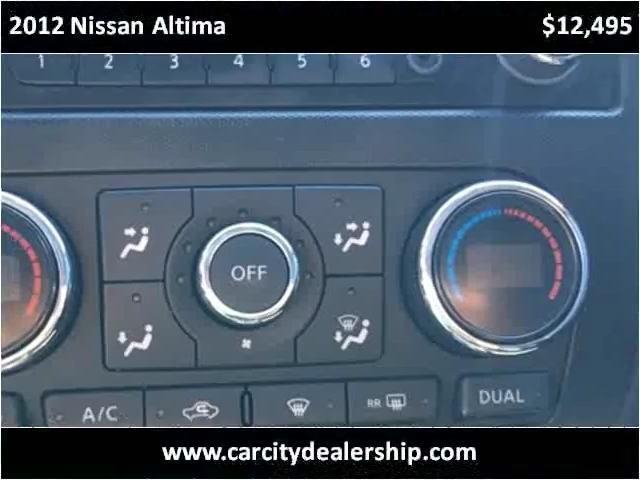 2012 Nissan Altima $12,495
1 2 3 4 5 6
OFF
A/C RR DUAL
www.carcitydealership.com